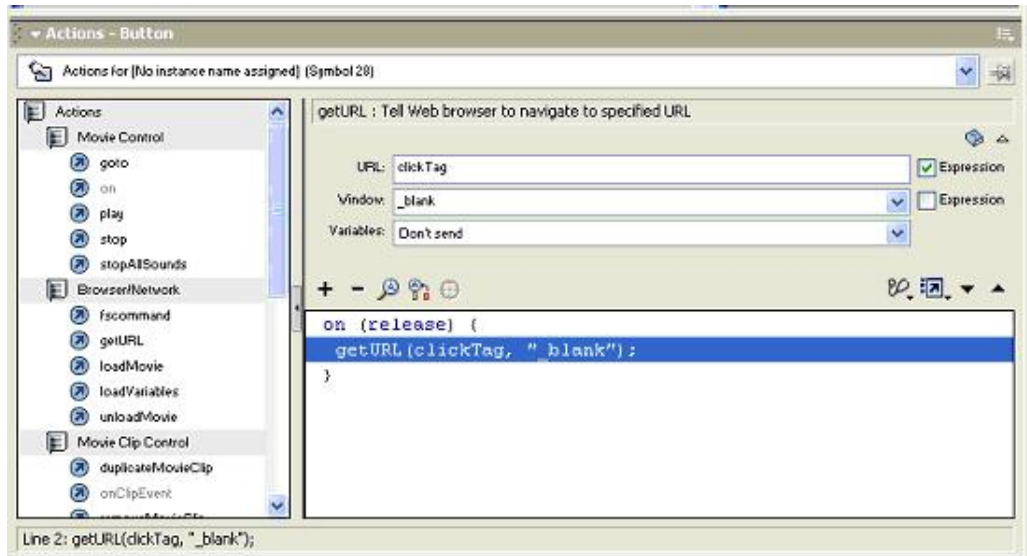 Actions - Button
Actions for [No instance name assigned] (Symbol 28)
Actions
Movie Control
goto
on
play
stop
stopAllSounds
Browser/Network
fscommand
getURL
loadMovie
loadVariables
unloadMovie
Movie Clip Control
duplicateMovieClip
onClipEvent
getURL : Tell Web browser to navigate to specified URL
URL: clickTag Expression
Window: _blank Expression
Variables: Don't send
on (release) {
getURL(clickTag, "_blank");
}
Line 2: getURL(clickTag, "_blank");